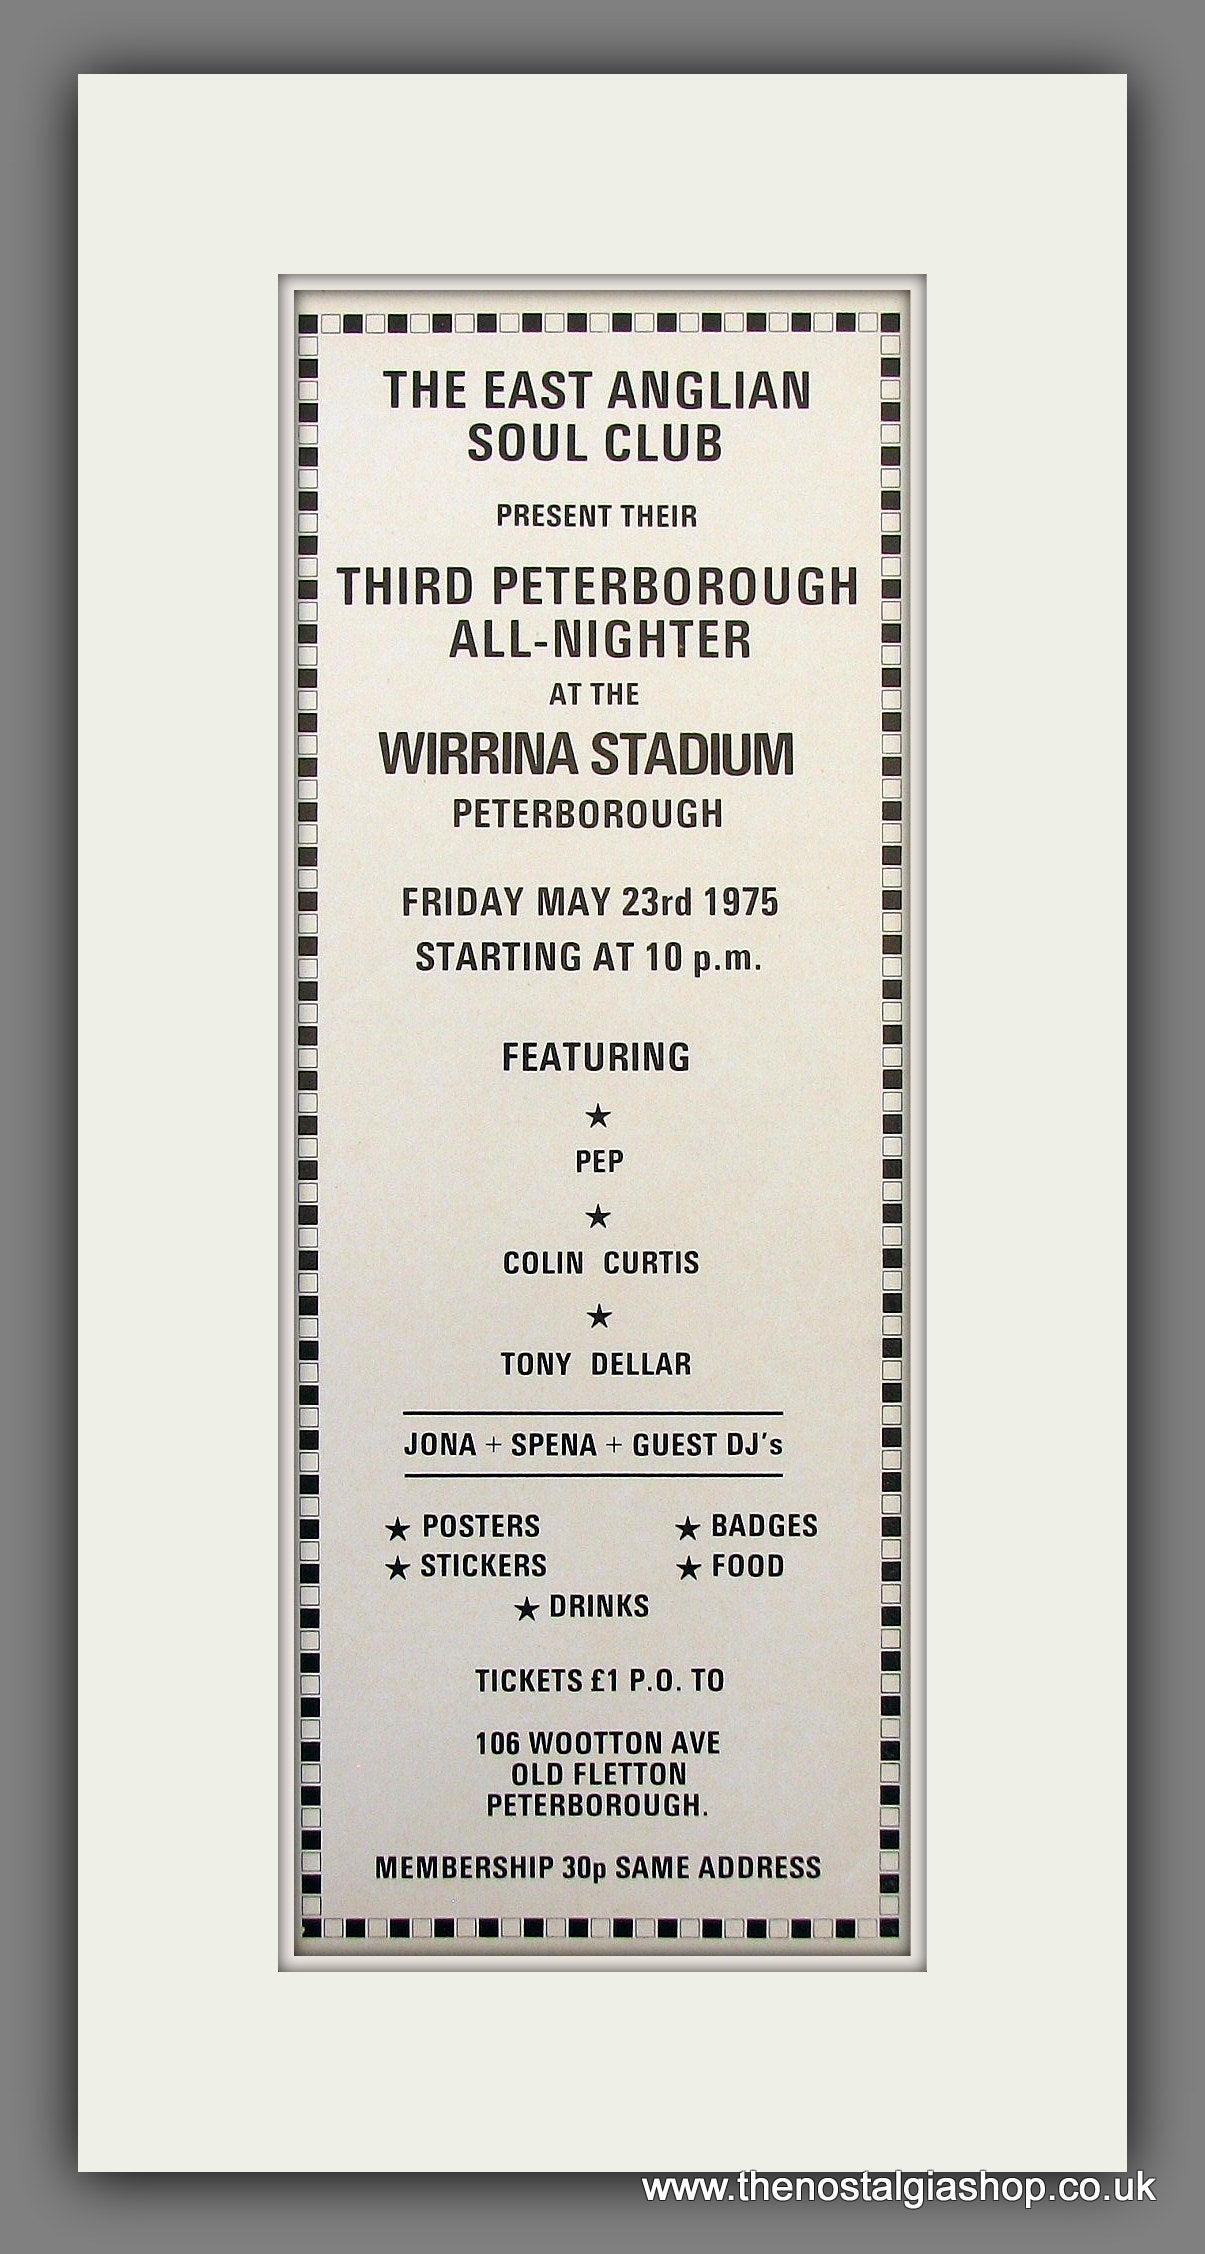 THE EAST ANGLIAN
SOUL CLUB
PRESENT THEIR
THIRD PETERBOROUGH
ALL-NIGHTER
AT THE
WIRRINA STADIUM
PETERBOROUGH
FRIDAY MAY 23rd 1975
STARTING AT 10 p.m.
FEATURING
★
PEP
★
COLIN CURTIS
★
TONY DELLAR
JONA + SPENA + GUEST DJ's
★ POSTERS ★ BADGES
★ STICKERS ★ FOOD
★ DRINKS
TICKETS £1 P.O. TO
106 WOOTTON AVE
OLD FLETTON
PETERBOROUGH.
MEMBERSHIP 30p SAME ADDRESS
www.thenostalgiashop.co.uk